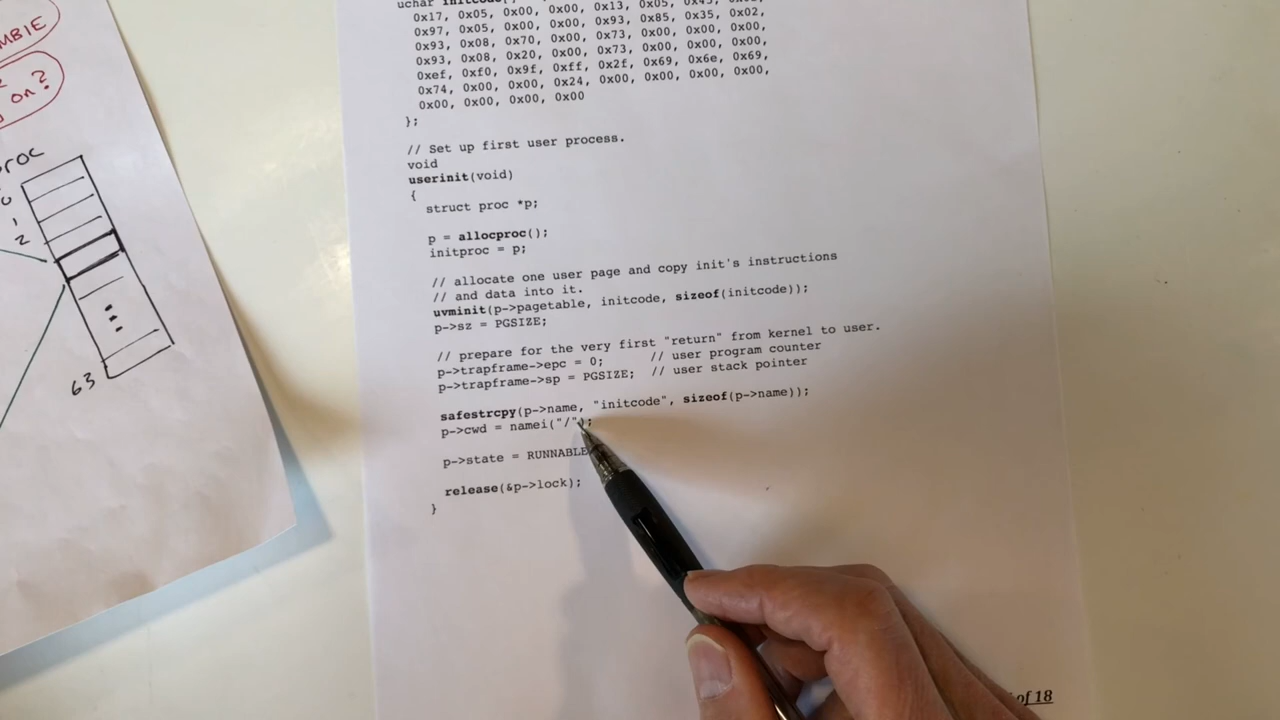 MBIE
on?
proc
0
1
2
63
uchar initcode[]
0x17, 0x05, 0x00, 0x00, 0x13, 0x05,
0x97, 0x05, 0x00, 0x00, 0x93, 0x85, 0x35, 0x02,
0x93, 0x08, 0x70, 0x00, 0x73, 0x00, 0x00, 0x00,
0x93, 0x08, 0x20, 0x00, 0x73, 0x00, 0x00, 0x00,
0xef, 0xf0, 0x9f, 0xff, 0x2f, 0x69, 0x6e, 0x69,
0x74, 0x00, 0x00, 0x24, 0x00, 0x00, 0x00, 0x00,
0x00, 0x00, 0x00, 0x00
};
// Set up first user process.
void
userinit(void)
{
struct proc *p;
p = allocproc();
initproc = p;
// allocate one user page and copy init's instructions
// and data into it.
uvminit(p->pagetable, initcode, sizeof(initcode));
p->sz = PGSIZE;
// prepare for the very first "return" from kernel to user.
p->trapframe->epc = 0; // user program counter
p->trapframe->sp = PGSIZE; // user stack pointer
safestrcpy(p->name, "initcode", sizeof(p->name));
p->cwd = namei("/");
p->state = RUNNABLE
release(&p->lock);
}
of 18